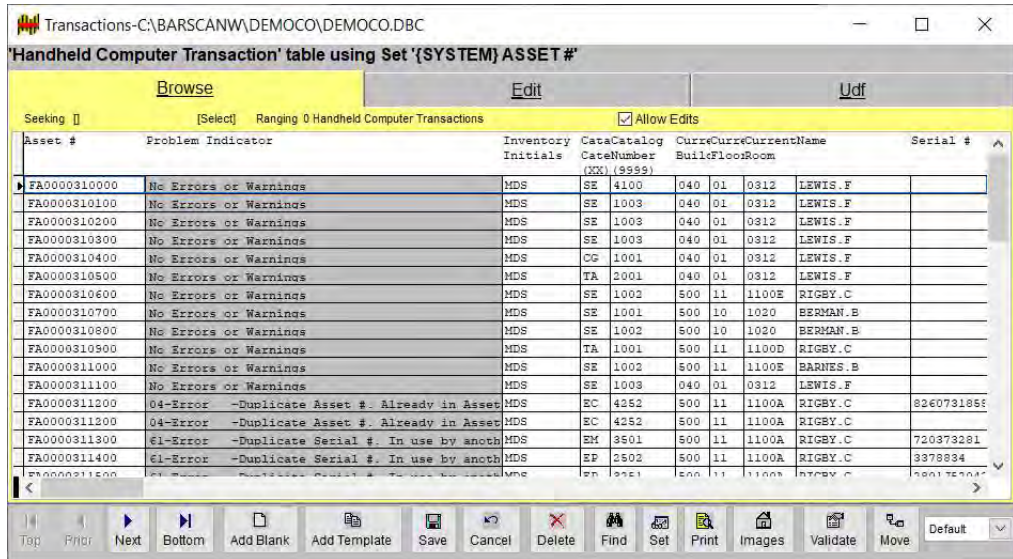 Transactions-C:\BARSCANW\DEMOCO\DEMOCO.DBC
'Handheld Computer Transaction' table using Set '{SYSTEM} ASSET #'
Browse Edit Udf
Seeking [] [Select] Ranging 0 Handheld Computer Transactions Allow Edits
Asset # Problem Indicator Inventory CataCatalog CurreCurreCurrentName Serial #
Initials CateNumber BuildFloorRoom
(XX) (9999)
FA0000310000 No Errors or Warnings MDS SE 4100 040 01 0312 LEWIS.F
FA0000310100 No Errors or Warnings MDS SE 1003 040 01 0312 LEWIS.F
FA0000310200 No Errors or Warnings MDS SE 1003 040 01 0312 LEWIS.F
FA0000310300 No Errors or Warnings MDS SE 1003 040 01 0312 LEWIS.F
FA0000310400 No Errors or Warnings MDS CG 1001 040 01 0312 LEWIS.F
FA0000310500 No Errors or Warnings MDS TA 2001 040 01 0312 LEWIS.F
FA0000310600 No Errors or Warnings MDS SE 1002 500 11 1100E RIGBY.C
FA0000310700 No Errors or Warnings MDS SE 1001 500 10 1020 BERMAN.B
FA0000310800 No Errors or Warnings MDS SE 1002 500 10 1020 BERMAN.B
FA0000310900 No Errors or Warnings MDS TA 1001 500 11 1100D RIGBY.C
FA0000311000 No Errors or Warnings MDS SE 1002 500 11 1100E BARNES.B
FA0000311100 No Errors or Warnings MDS SE 1003 040 01 0312 LEWIS.F
FA0000311200 04-Error -Duplicate Asset #. Already in Asset MDS EC 4252 500 11 1100A RIGBY.C 826073185
FA0000311200 04-Error -Duplicate Asset #. Already in Asset MDS EC 4252 500 11 1100A RIGBY.C
FA0000311300 61-Error -Duplicate Serial #. In use by anoth MDS EM 3501 500 11 1100A RIGBY.C 720373281
FA0000311400 61-Error -Duplicate Serial #. In use by anoth MDS EP 2502 500 11 1100A RIGBY.C 3378834
Top Prior Next Bottom Add Blank Add Template Save Cancel Delete Find Set Print Images Validate Move Default